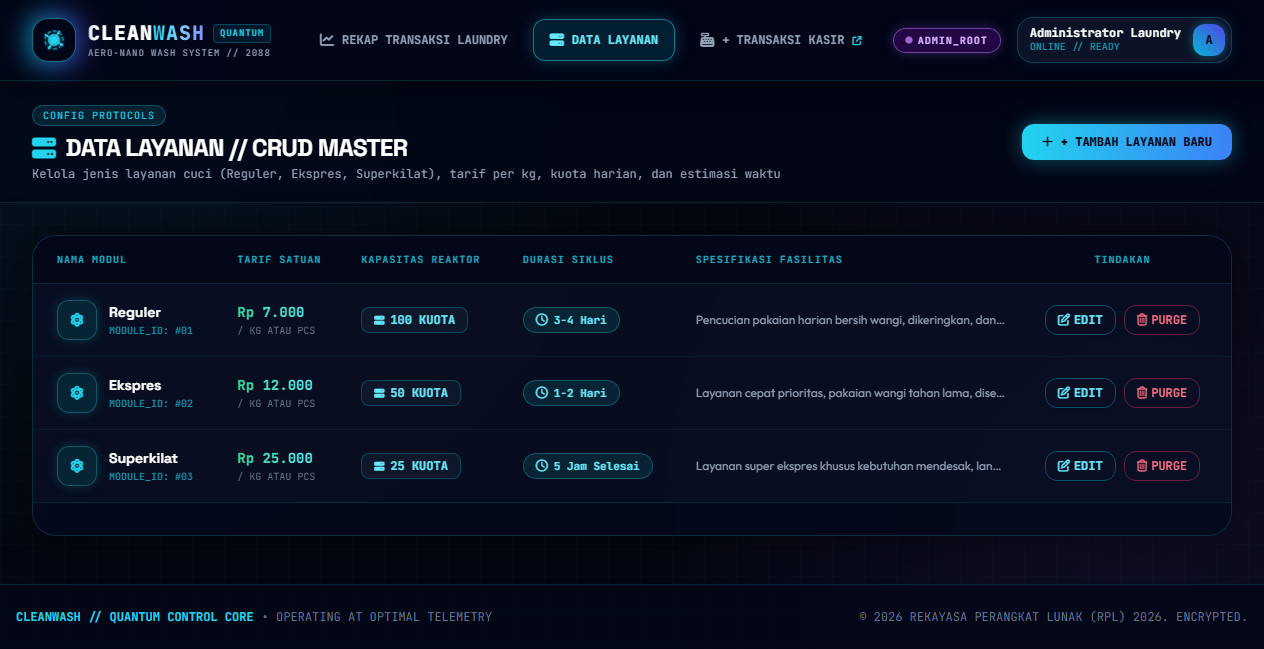 CLEANWASH QUANTUM
AERO-NANO WASH SYSTEM // 2088
REKAP TRANSAKSI LAUNDRY
DATA LAYANAN
+ TRANSAKSI KASIR
ADMIN_ROOT
Administrator Laundry
ONLINE // READY
A
CONFIG PROTOCOLS
DATA LAYANAN // CRUD MASTER
Kelola jenis layanan cuci (Reguler, Ekspres, Superkilat), tarif per kg, kuota harian, dan estimasi waktu
+ + TAMBAH LAYANAN BARU
NAMA MODUL TARIF SATUAN KAPASITAS REAKTOR DURASI SIKLUS SPESIFIKASI FASILITAS TINDAKAN
Reguler
MODULE_ID: #01
Rp 7.000
/ KG ATAU PCS
100 KUOTA
3-4 Hari
Pencucian pakaian harian bersih wangi, dikeringkan, dan...
EDIT
PURGE
Ekspres
MODULE_ID: #02
Rp 12.000
/ KG ATAU PCS
50 KUOTA
1-2 Hari
Layanan cepat prioritas, pakaian wangi tahan lama, dise...
EDIT
PURGE
Superkilat
MODULE_ID: #03
Rp 25.000
/ KG ATAU PCS
25 KUOTA
5 Jam Selesai
Layanan super ekspres khusus kebutuhan mendesak, lan...
EDIT
PURGE
CLEANWASH // QUANTUM CONTROL CORE • OPERATING AT OPTIMAL TELEMETRY
© 2026 REKAYASA PERANGKAT LUNAK (RPL) 2026. ENCRYPTED.